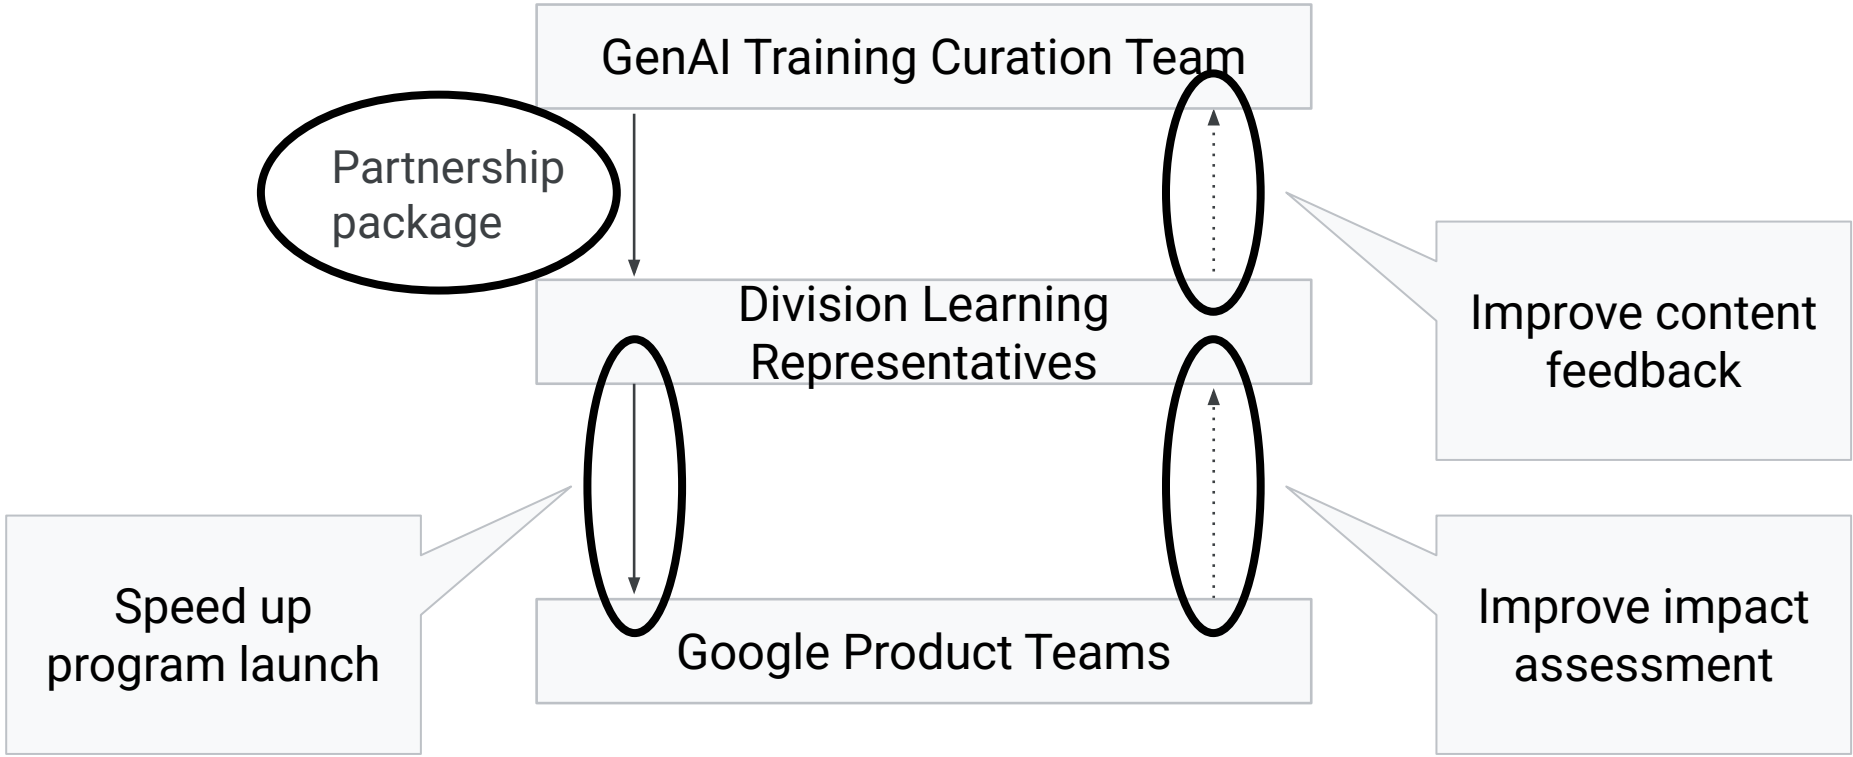 GenAI Training Curation Team
Partnership
package
Division Learning
Representatives
Improve content
feedback
Speed up
program launch
Google Product Teams
Improve impact
assessment